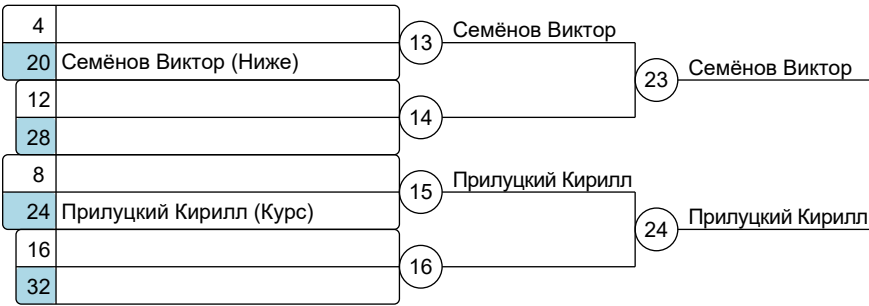 4
13 Семёнов Виктор
20 Семёнов Виктор (Ниже)
23 Семёнов Виктор
12
14
28
8
15 Прилуцкий Кирилл
24 Прилуцкий Кирилл (Курс)
24 Прилуцкий Кирилл
16
16
32